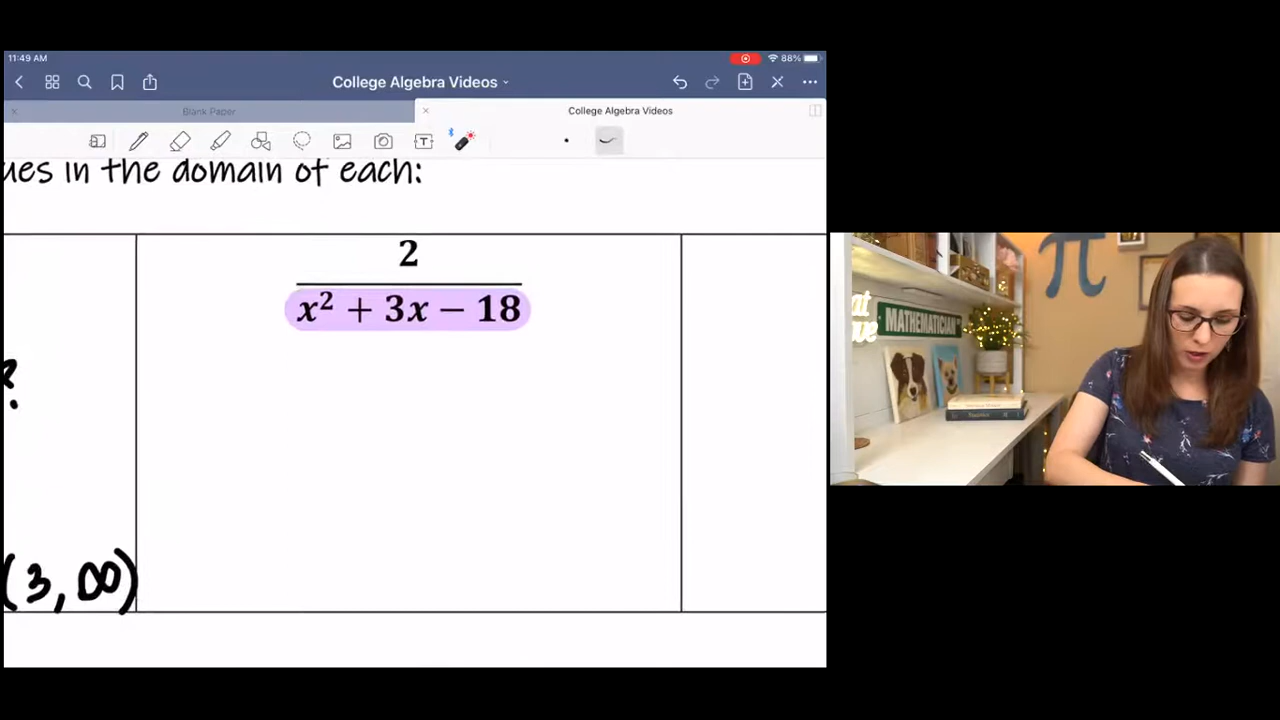 11:49 AM
88%
College Algebra Videos
Blank Paper
College Algebra Videos
T
ues in the domain of each:
2
x² + 3x − 18
?
(3, ∞)
π
at
MATHEMATICIAN